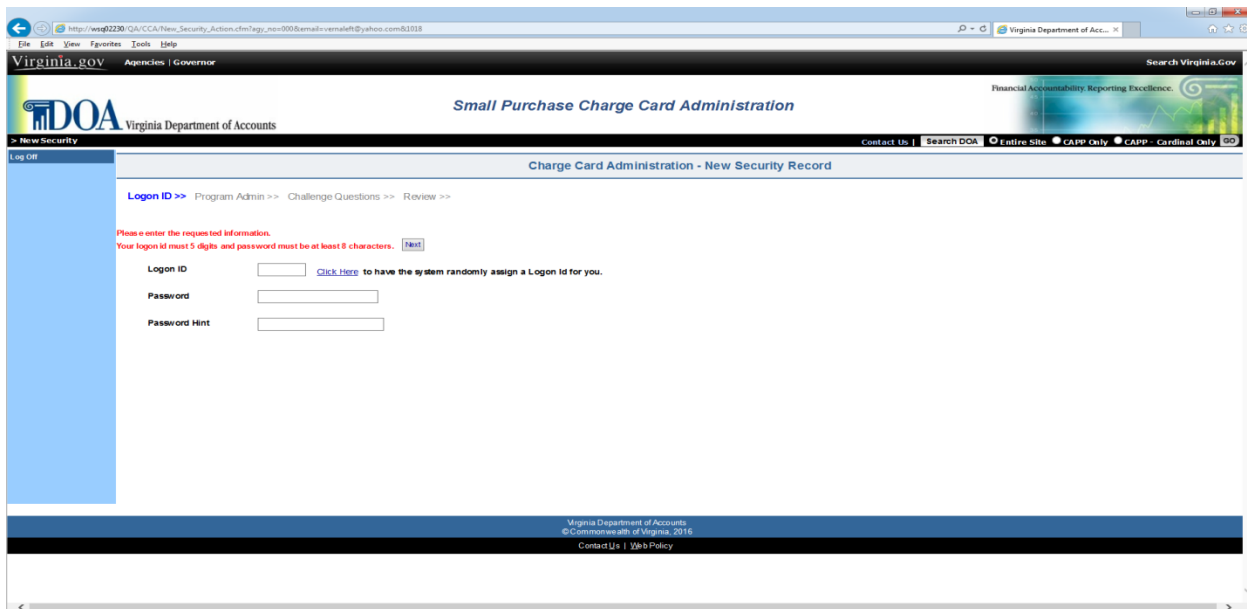 http://wsq02230/QA/CCA/New_Security_Action.cfm?agy_no=000&email=vernaleft@yahoo.com&1018
Virginia Department of Acc...
File Edit View Favorites Tools Help
Virginia.gov Agencies | Governor Search Virginia.Gov
Financial Accountability. Reporting Excellence.
DOA Virginia Department of Accounts
Small Purchase Charge Card Administration
> New Security Contact Us | Search DOA Entire Site CAPP Only CAPP - Cardinal Only GO
Log Off
Charge Card Administration - New Security Record
Logon ID >> Program Admin >> Challenge Questions >> Review >>
Please enter the requested information.
Your logon id must 5 digits and password must be at least 8 characters. Next
Logon ID Click Here to have the system randomly assign a Logon Id for you.
Password
Password Hint
Virginia Department of Accounts
© Commonwealth of Virginia, 2016
Contact Us | Web Policy